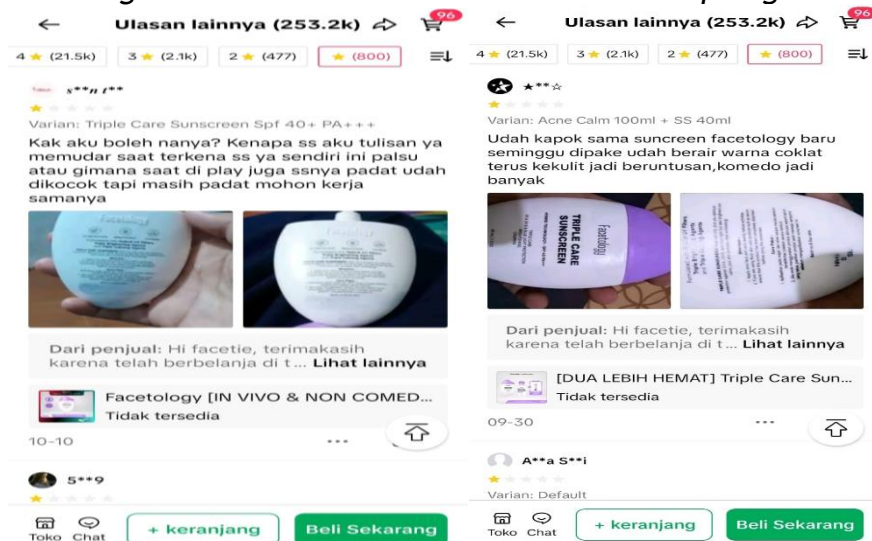 Ulasan lainnya (253.2k)
96
4 ★ (21.5k) 3 ★ (2.1k) 2 ★ (477) ★ (800)
s**n t**
Varian: Triple Care Sunscreen Spf 40+ PA+++
Kak aku boleh nanya? Kenapa ss aku tulisan ya
memudar saat terkena ss ya sendiri ini palsu
atau gimana saat di play juga ssnya padat udah
dikocok tapi masih padat mohon kerja
samanya
Facetology
Dari penjual: Hi facetie, terimakasih
karena telah berbelanja di t... Lihat lainnya
Facetology [IN VIVO & NON COMED...
Tidak tersedia
10-10
5**9
Toko Chat + keranjang Beli Sekarang
Ulasan lainnya (253.2k)
96
4 ★ (21.5k) 3 ★ (2.1k) 2 ★ (477) ★ (800)
★**☆
Varian: Acne Calm 100ml + SS 40ml
Udah kapok sama suncreen facetology baru
seminggu dipake udah berair warna coklat
terus kekulit jadi beruntusan,komedo jadi
banyak
Facetology
TRIPLE CARE
SUNSCREEN
Dari penjual: Hi facetie, terimakasih
karena telah berbelanja di t... Lihat lainnya
[DUA LEBIH HEMAT] Triple Care Sun...
Tidak tersedia
09-30
A**a S**i
Varian: Default
Toko Chat + keranjang Beli Sekarang